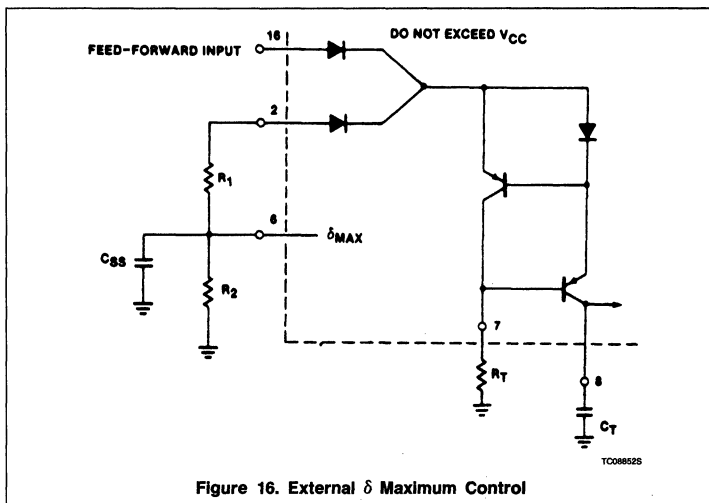 DO NOT EXCEED VCC
FEED-FORWARD INPUT
16
2
R1
6
δMAX
CSS
R2
7
RT
8
CT
TC08852S
Figure 16. External δ Maximum Control